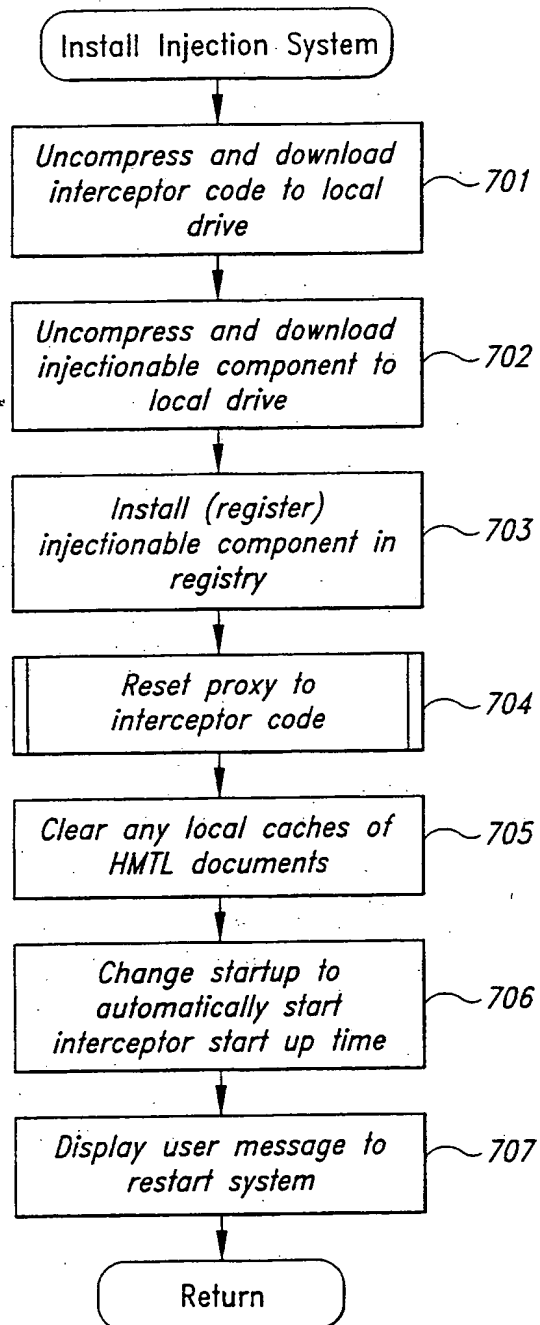 Install Injection System
Uncompress and download
interceptor code to local
drive
701
Uncompress and download
injectionable component to
local drive
702
Install (register)
injectionable component in
registry
703
Reset proxy to
interceptor code
704
Clear any local caches of
HMTL documents
705
Change startup to
automatically start
interceptor start up time
706
Display user message to
restart system
707
Return